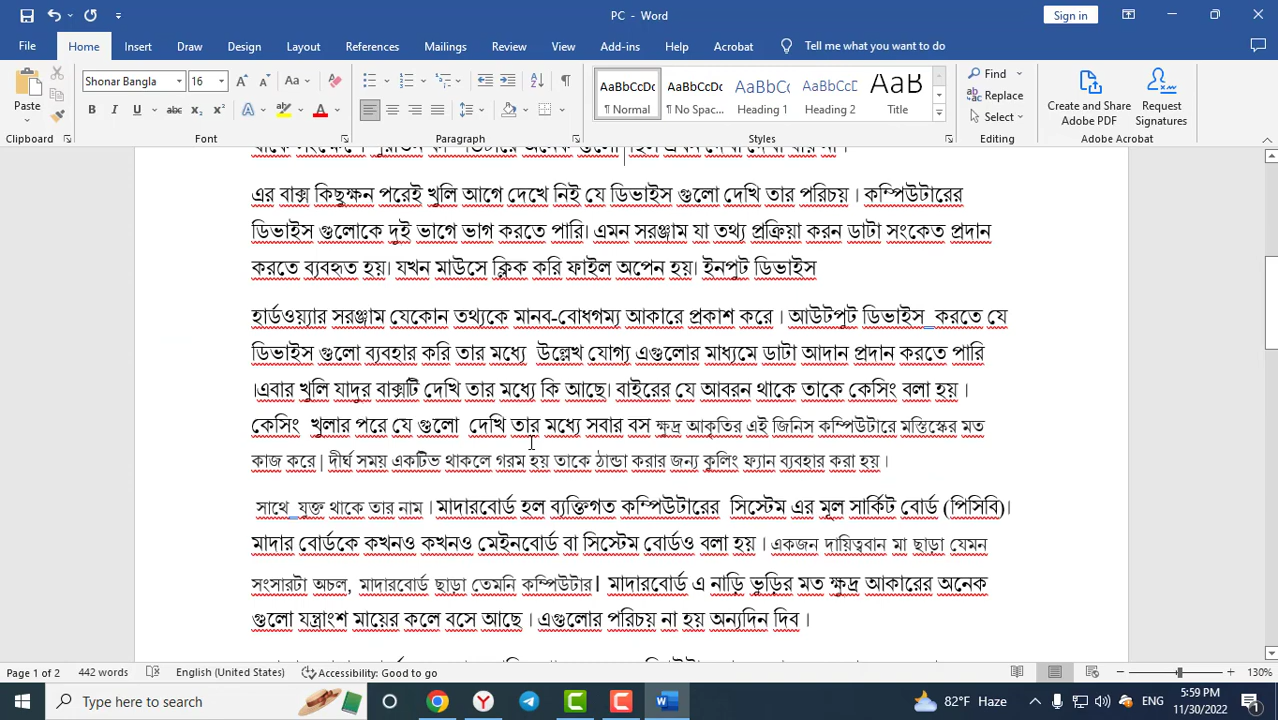 PC - Word
Sign in
File Home Insert Draw Design Layout References Mailings Review View Add-ins Help Acrobat Tell me what you want to do
Paste
Shonar Bangla 16
AaBbCcDc AaBbCcDc AaBbCc AaBbCcC AaB
¶ Normal ¶ No Spac... Heading 1 Heading 2 Title
Find
Replace
Select
Create and Share Adobe PDF
Request Signatures
Clipboard Font Paragraph Styles Editing Adobe Acrobat
এর বাক্স কিছুক্ষন পরেই খুলি আগে দেখে নিই যে ডিভাইস গুলো দেখি তার পরিচয়। কম্পিউটারের
ডিভাইস গুলোকে দুই ভাগে ভাগ করতে পারি। এমন সরঞ্জাম যা তথ্য প্রক্রিয়া করন ডাটা সংকেত প্রদান
করতে ব্যবহৃত হয়। যখন মাউসে ক্লিক করি ফাইল অপেন হয়। ইনপুট ডিভাইস
হার্ডওয়্যার সরঞ্জাম যেকোন তথ্যকে মানব-বোধগম্য আকারে প্রকাশ করে। আউটপুট ডিভাইস করতে যে
ডিভাইস গুলো ব্যবহার করি তার মধ্যে উল্লেখ যোগ্য এগুলোর মাধ্যমে ডাটা আদান প্রদান করতে পারি
।এবার খুলি যাদুর বাক্সটি দেখি তার মধ্যে কি আছে। বাইরের যে আবরন থাকে তাকে কেসিং বলা হয়।
কেসিং খুলার পরে যে গুলো দেখি তার মধ্যে সবার বস ক্ষুদ্র আকৃতির এই জিনিস কম্পিউটারে মস্তিস্কের মত
কাজ করে| দীর্ঘ সময় একটিভ থাকলে গরম হয় তাকে ঠান্ডা করার জন্য কুলিং ফ্যান ব্যবহার করা হয়।
সাথে যুক্ত থাকে তার নাম। মাদারবোর্ড হল ব্যক্তিগত কম্পিউটারের সিস্টেম এর মূল সার্কিট বোর্ড (পিসিবি)।
মাদার বোর্ডকে কখনও কখনও মেইনবোর্ড বা সিস্টেম বোর্ডও বলা হয়। একজন দায়িত্ববান মা ছাড়া যেমন
সংসারটা অচল, মাদারবোর্ড ছাড়া তেমনি কম্পিউটার। মাদারবোর্ড এ নাড়ি ভুড়ির মত ক্ষুদ্র আকারের অনেক
গুলো যন্ত্রাংশ মায়ের কলে বসে আছে। এগুলোর পরিচয় না হয় অন্যদিন দিব।
Page 1 of 2 442 words English (United States) Accessibility: Good to go 130%
Type here to search 82°F Haze ENG 5:59 PM
11/30/2022